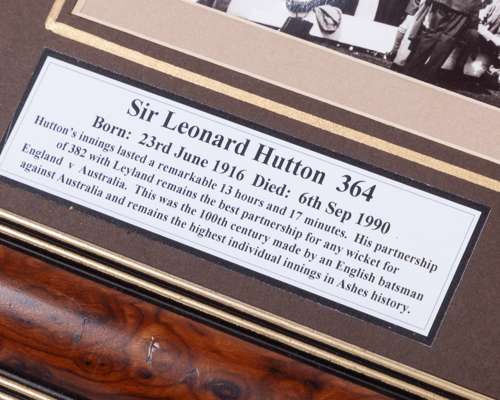 Sir Leonard Hutton 364
Born: 23rd June 1916 Died: 6th Sep 1990
Hutton's innings lasted a remarkable 13 hours and 17 minutes. His partnership
of 382 with Leyland remains the best partnership for any wicket for
England v Australia. This was the 100th century made by an English batsman
against Australia and remains the highest individual innings in Ashes history.